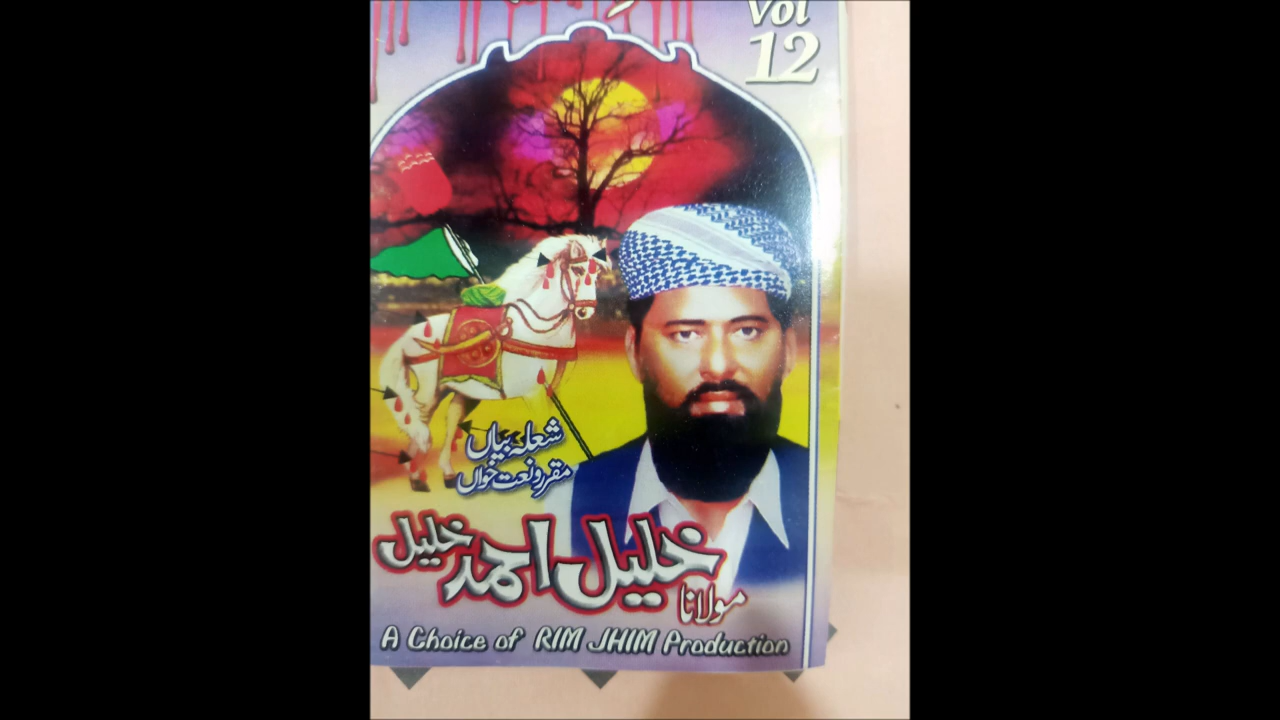 Vol
12
شعلہ بیاں
مقرر و نعت خواں
مولانا خلیل احمد خلیل
A Choice of RIM JHIM Production